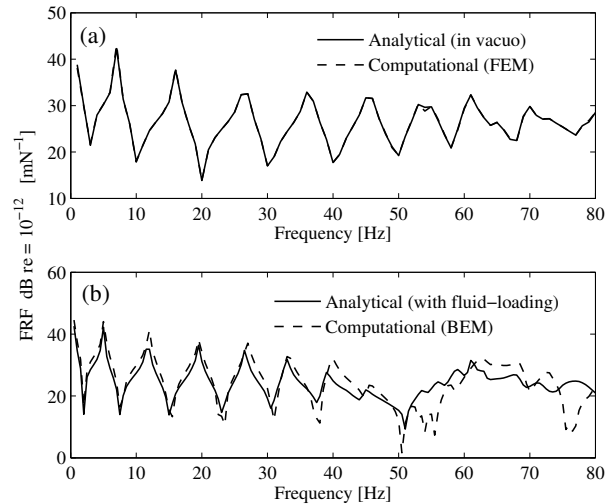 50
(a)
Analytical (in vacuo)
40
Computational (FEM)
30
20
10
0 10 20 30 40 50 60 70 80
Frequency [Hz]
FRF dB re = 10⁻¹² [mN⁻¹]
60
(b)
Analytical (with fluid−loading)
Computational (BEM)
40
20
0
0 10 20 30 40 50 60 70 80
Frequency [Hz]